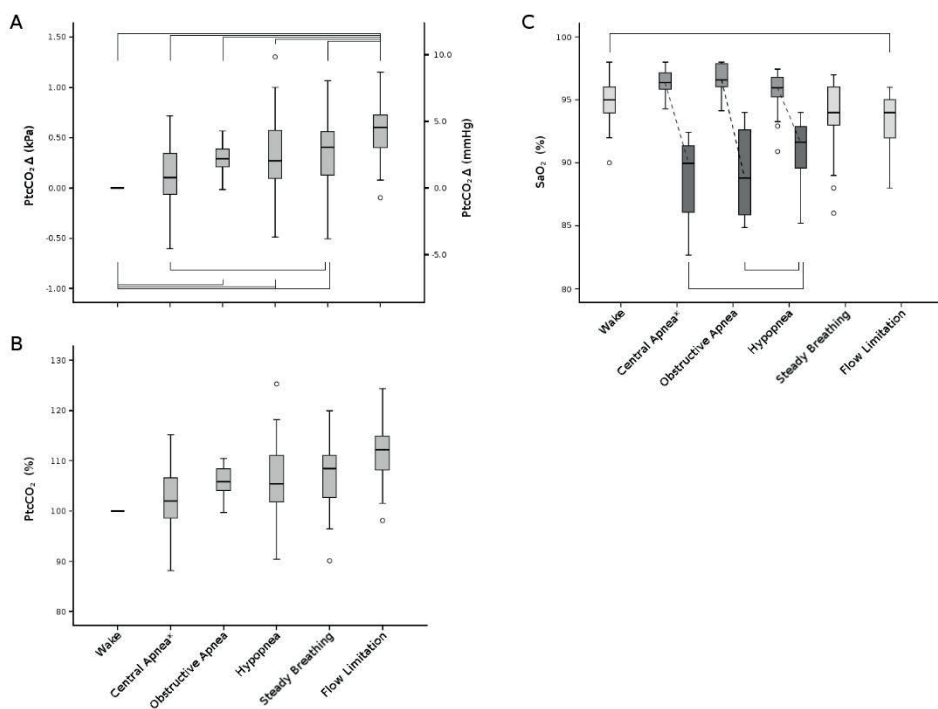 A
1.50
1.00
0.50
0.00
-0.50
-1.00
PtcCO₂ Δ (kPa)
10.0
5.0
0.0
-5.0
PtcCO₂ Δ (mmHg)
B
130
120
110
100
90
80
PtcCO₂ (%)
Wake
Central Apnea*
Obstructive Apnea
Hypopnea
Steady Breathing
Flow Limitation
C
100
95
90
85
80
SaO₂ (%)
Wake
Central Apnea*
Obstructive Apnea
Hypopnea
Steady Breathing
Flow Limitation